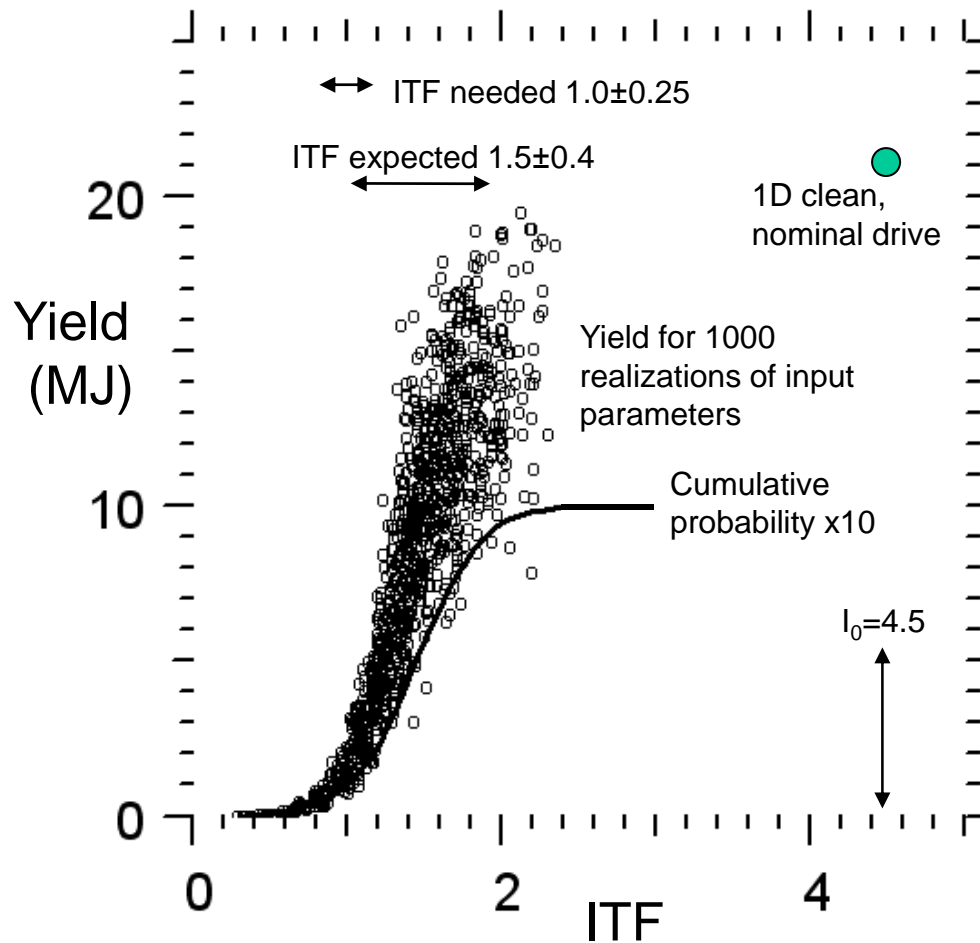 ITF needed 1.0±0.25
ITF expected 1.5±0.4
20
1D clean,
nominal drive
Yield
(MJ)
Yield for 1000
realizations of input
parameters
10
Cumulative
probability x10
I₀=4.5
0
0 2 4
ITF